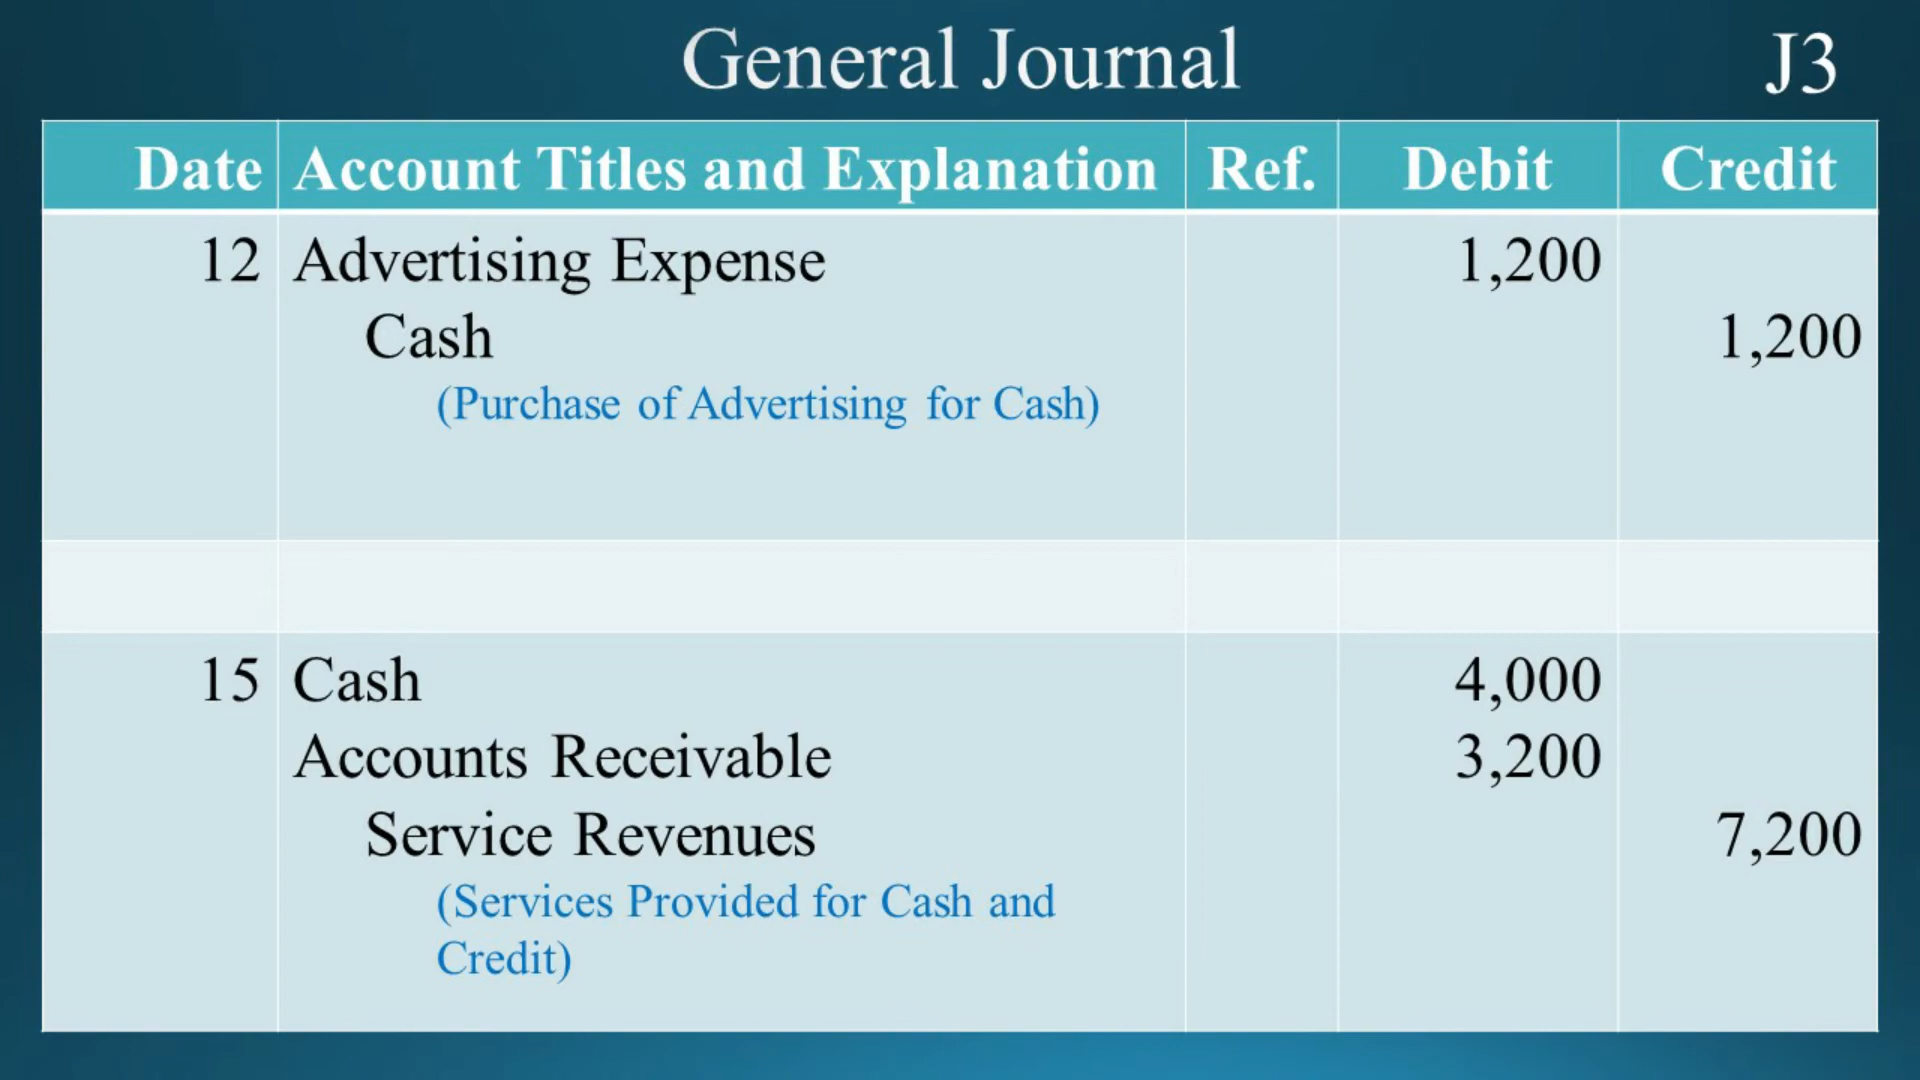 General Journal J3
Date Account Titles and Explanation Ref. Debit Credit
12 Advertising Expense 1,200
Cash 1,200
(Purchase of Advertising for Cash)
15 Cash 4,000
Accounts Receivable 3,200
Service Revenues 7,200
(Services Provided for Cash and
Credit)